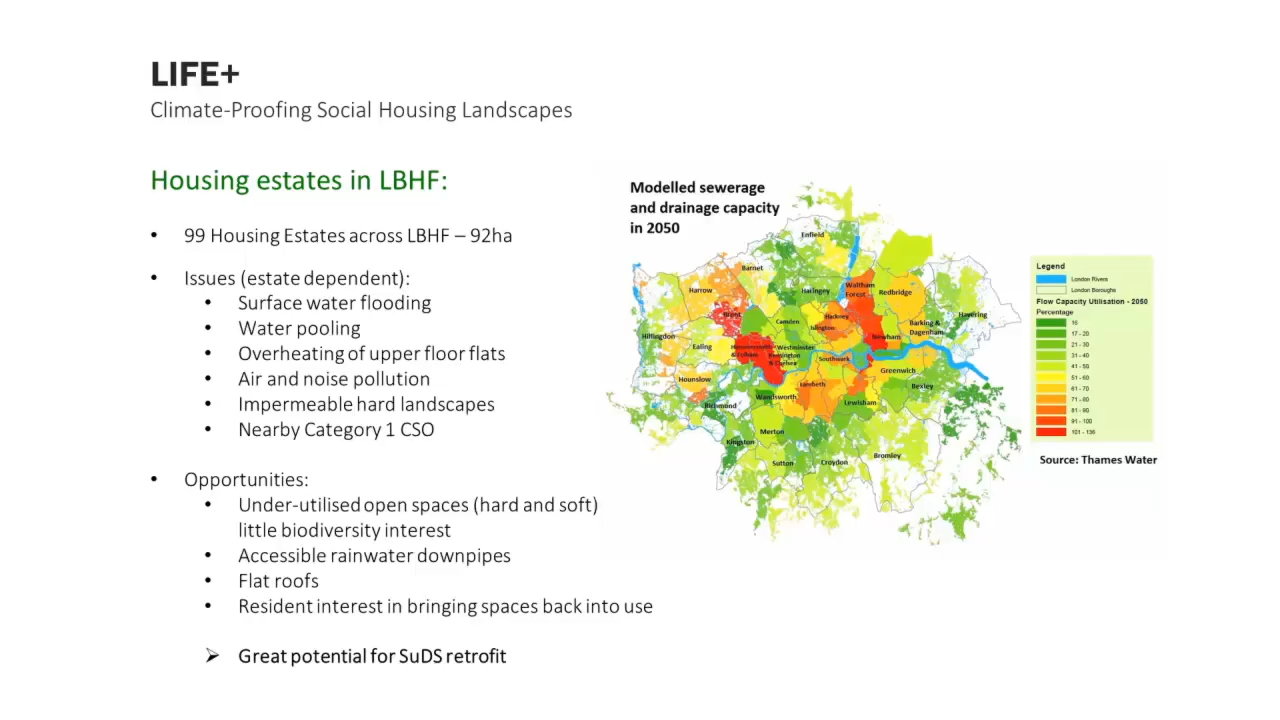 LIFE+
Climate-Proofing Social Housing Landscapes
Housing estates in LBHF:
• 99 Housing Estates across LBHF – 92ha
• Issues (estate dependent):
• Surface water flooding
• Water pooling
• Overheating of upper floor flats
• Air and noise pollution
• Impermeable hard landscapes
• Nearby Category 1 CSO
• Opportunities:
• Under-utilised open spaces (hard and soft)
little biodiversity interest
• Accessible rainwater downpipes
• Flat roofs
• Resident interest in bringing spaces back into use
➢ Great potential for SuDS retrofit
Modelled sewerage
and drainage capacity
in 2050
Enfield
Barnet
Harrow
Haringey
Waltham
Forest
Redbridge
Brent
Camden
Hackney
Islington
Barking &
Dagenham
Havering
Hillingdon
Ealing
Hammersmith
& Fulham
Westminster
Kensington
& Chelsea
Newham
Southwark
Hounslow
Greenwich
Lambeth
Bexley
Richmond
Wandsworth
Lewisham
Merton
Kingston
Sutton
Croydon
Bromley
Legend
London Rivers
London Boroughs
Flow Capacity Utilisation - 2050
Percentage
16
17 - 20
21 - 30
31 - 40
41 - 50
51 - 60
61 - 70
71 - 80
81 - 90
91 - 100
101 - 136
Source: Thames Water